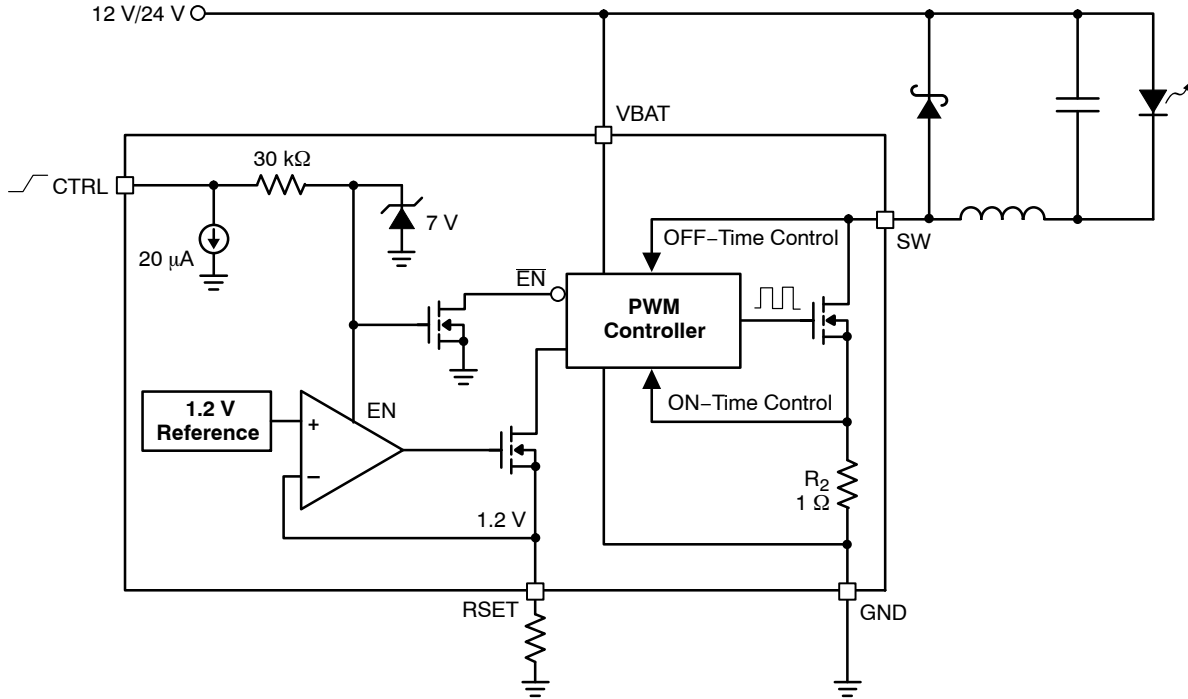 12 V/24 V
VBAT
30 kΩ
CTRL
7 V
20 μA
SW
OFF−Time Control
EN
PWM
Controller
ON−Time Control
1.2 V
Reference
+
EN
−
R2
1 Ω
1.2 V
RSET
GND